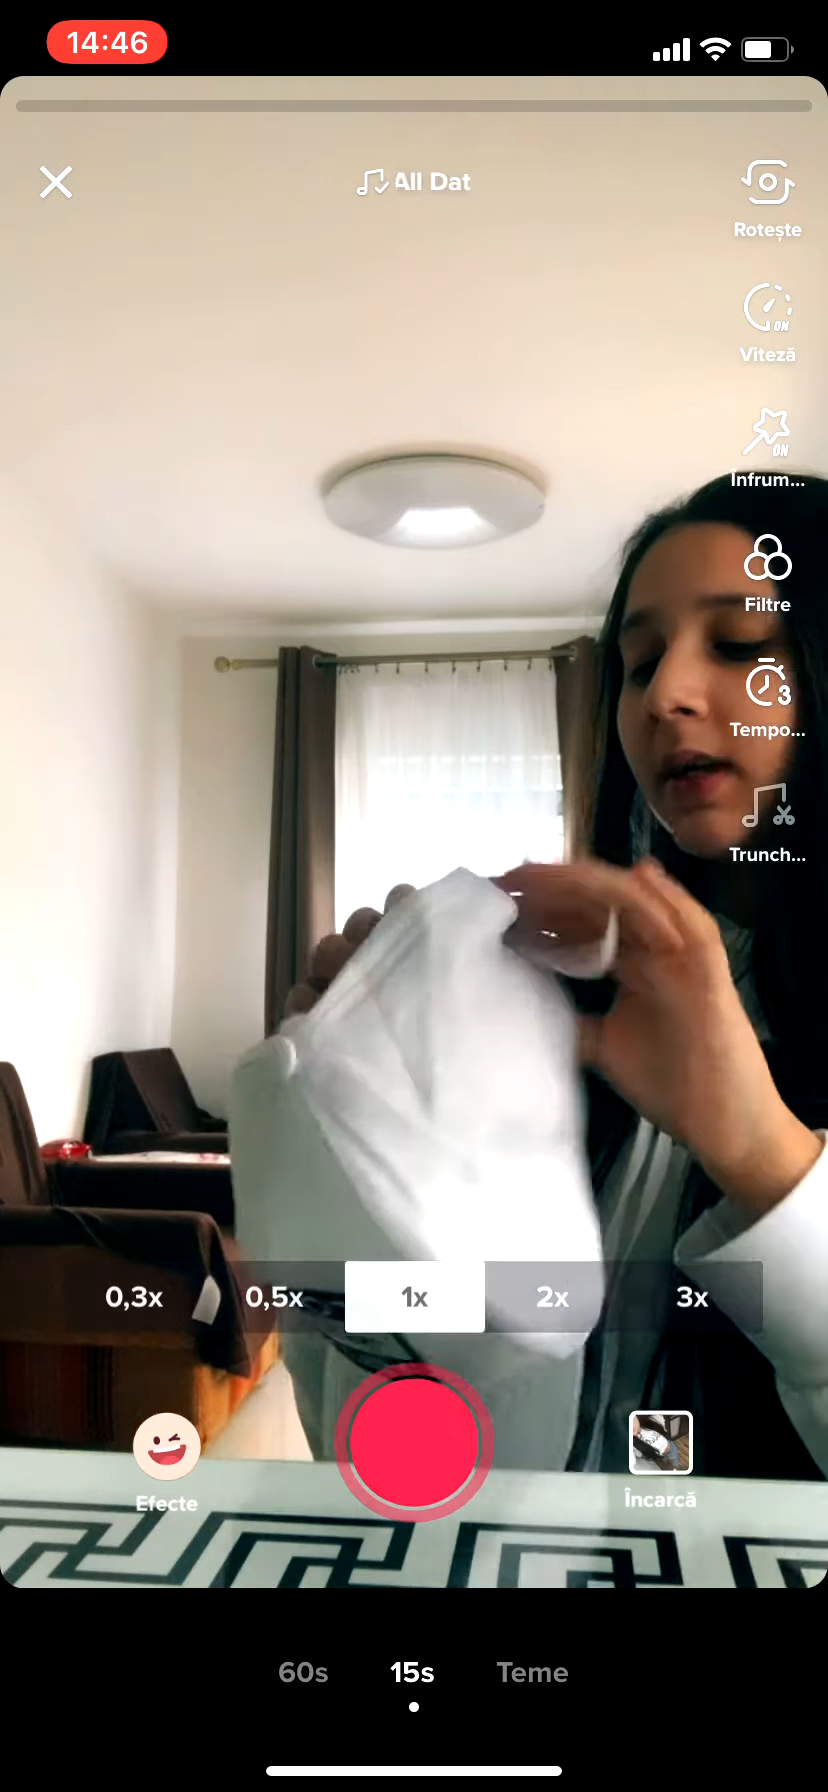 14:46
All Dat
Rotește
ON
Viteză
ON
Înfrum...
Filtre
3
Tempo...
Trunch...
0,3x 0,5x 1x 2x 3x
Efecte
Încarcă
60s 15s Teme